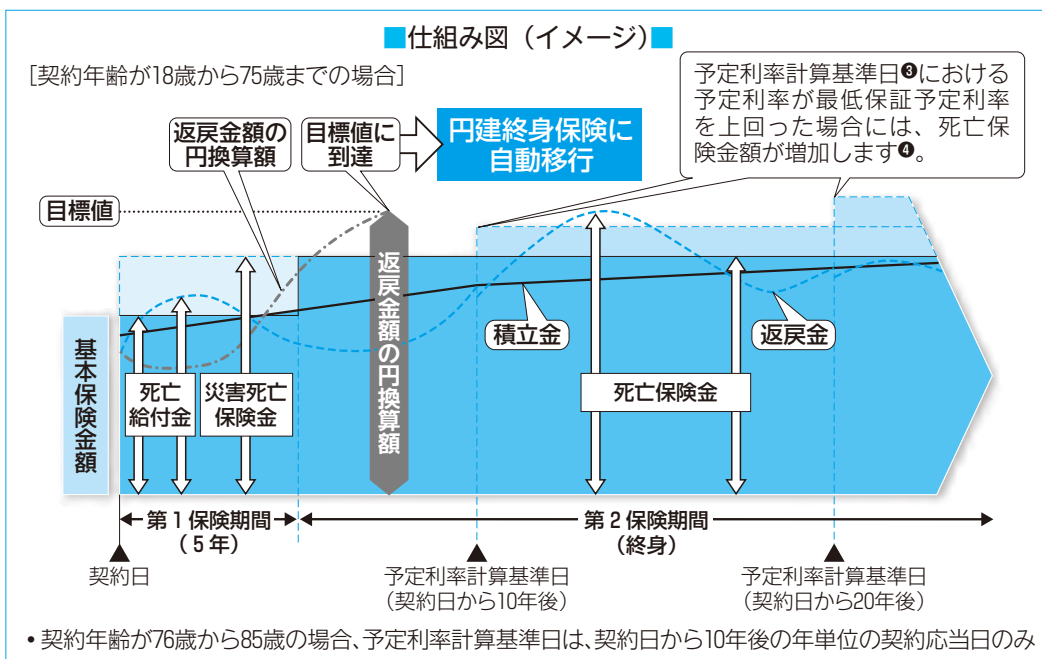 ■仕組み図（イメージ）■
［契約年齢が18歳から75歳までの場合］
予定利率計算基準日❸における
予定利率が最低保証予定利率
を上回った場合には、死亡保
険金額が増加します❹。
返戻金額の
円換算額
目標値に
到達
円建終身保険に
自動移行
目標値
返戻金額の円換算額
積立金
返戻金
基本保険金額
死亡
給付金
災害死亡
保険金
死亡保険金
第１保険期間
（５年）
第２保険期間
（終身）
契約日
予定利率計算基準日
（契約日から10年後）
予定利率計算基準日
（契約日から20年後）
•契約年齢が76歳から85歳の場合、予定利率計算基準日は、契約日から10年後の年単位の契約応当日のみ